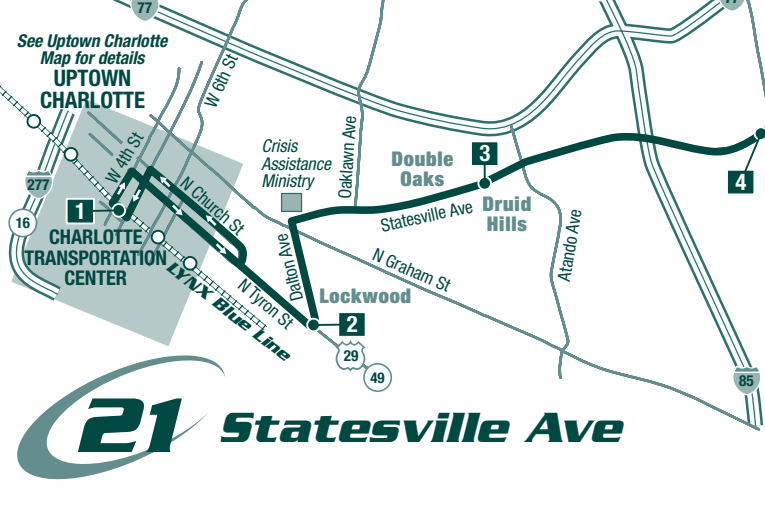 77
77
See Uptown Charlotte
Map for details
UPTOWN
CHARLOTTE
W 6th St
W 4th St
Crisis
Assistance
Ministry
Oaklawn Ave
Double
Oaks
3
4
277
16
1
N Church St
CHARLOTTE
TRANSPORTATION
CENTER
Statesville Ave
Druid
Hills
Atando Ave
Dalton Ave
N Graham St
LYNX Blue Line
N Tyron St
Lockwood
2
29
49
85
21 Statesville Ave